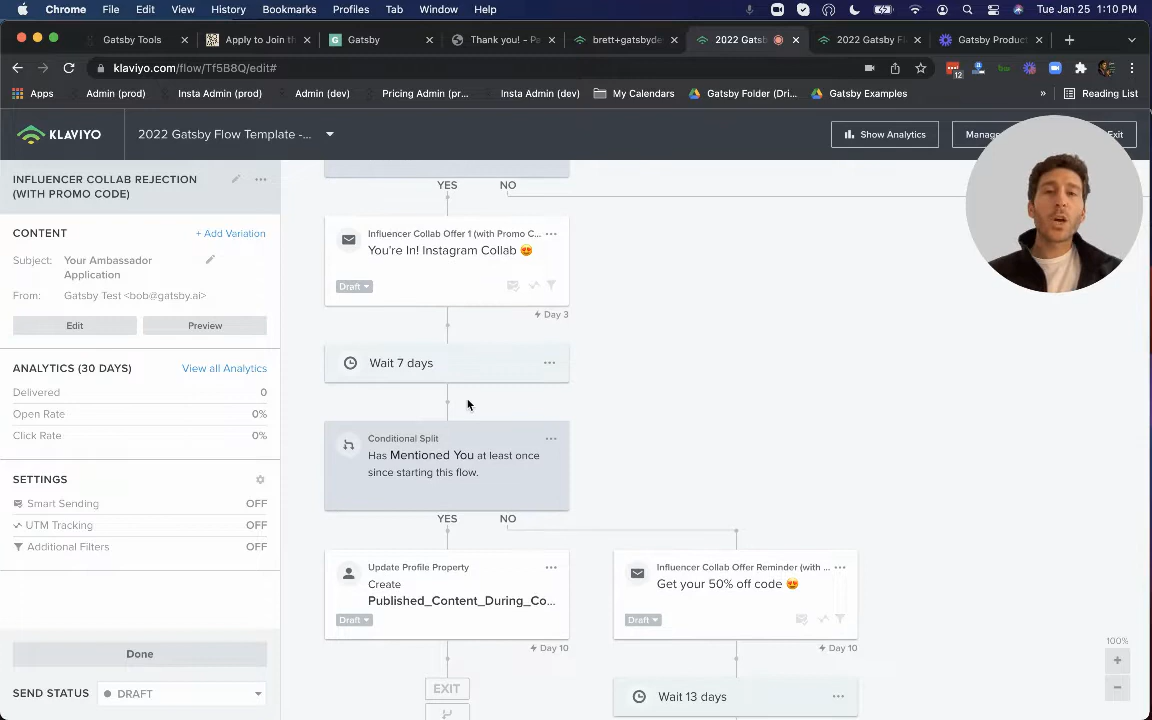 Chrome File Edit View History Bookmarks Profiles Tab Window Help Tue Jan 25 1:10 PM
Gatsby Tools Apply to Join th Gatsby Thank you! - Pa brett+gatsbyde 2022 Gatsb 2022 Gatsby Fl Gatsby Product
klaviyo.com/flow/Tf5B8Q/edit# 12
Apps Admin (prod) Insta Admin (prod) Admin (dev) Pricing Admin (pr... Insta Admin (dev) My Calendars Gatsby Folder (Dri... Gatsby Examples » Reading List
KLAVIYO 2022 Gatsby Flow Template -... Show Analytics Manag Exit
INFLUENCER COLLAB REJECTION
(WITH PROMO CODE)
CONTENT + Add Variation
Subject: Your Ambassador
Application
From: Gatsby Test <bob@gatsby.ai>
Edit Preview
ANALYTICS (30 DAYS) View all Analytics
Delivered 0
Open Rate 0%
Click Rate 0%
SETTINGS
Smart Sending OFF
UTM Tracking OFF
Additional Filters OFF
Done
SEND STATUS DRAFT
YES NO
Influencer Collab Offer 1 (with Promo C...
You're In! Instagram Collab 😍
Draft
Day 3
Wait 7 days
Conditional Split
Has Mentioned You at least once
since starting this flow.
YES NO
Update Profile Property
Create
Published_Content_During_Co...
Draft
Day 10
EXIT
Influencer Collab Offer Reminder (with ...
Get your 50% off code 😍
Draft
Day 10
Wait 13 days
100%
+
−